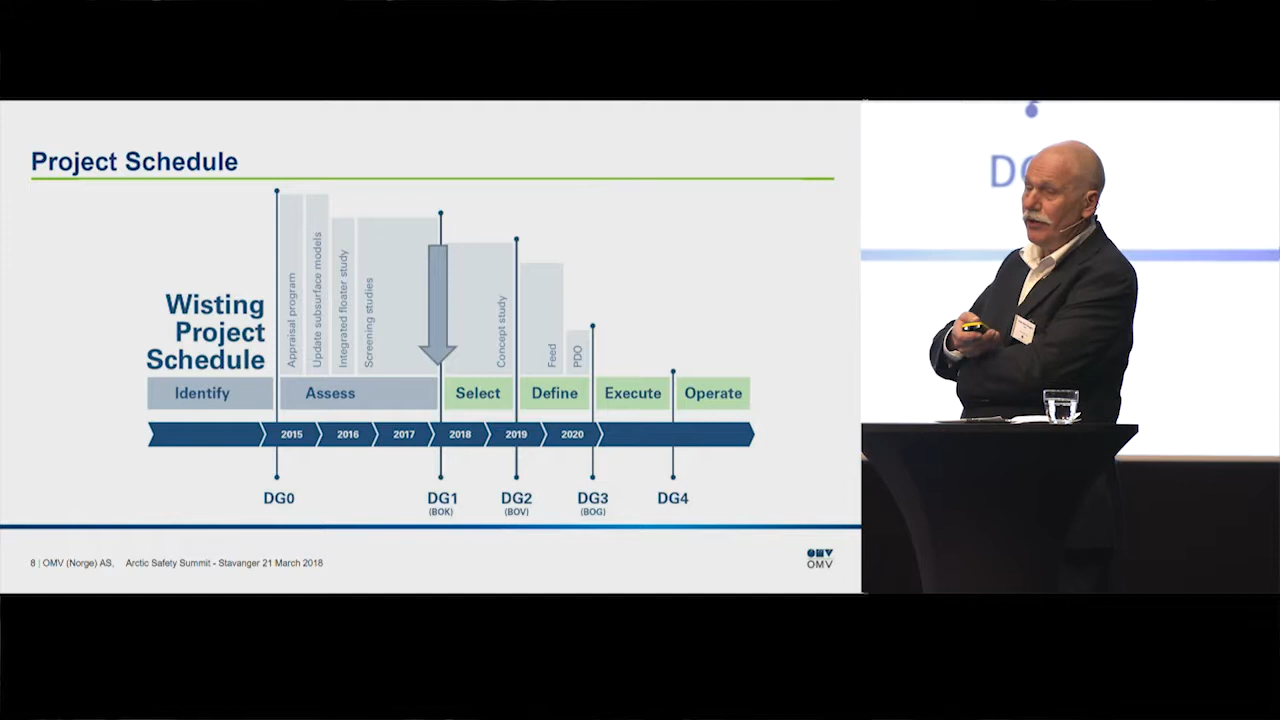 Project Schedule
Wisting
Project
Schedule
Appraisal program
Update subsurface models
Integrated floater study
Screening studies
Concept study
Feed
PDO
Identify
Assess
Select
Define
Execute
Operate
2015
2016
2017
2018
2019
2020
DG0
DG1
(BOK)
DG2
(BOV)
DG3
(BOG)
DG4
8 | OMV (Norge) AS, Arctic Safety Summit - Stavanger 21 March 2018
OMV
OMV
DG